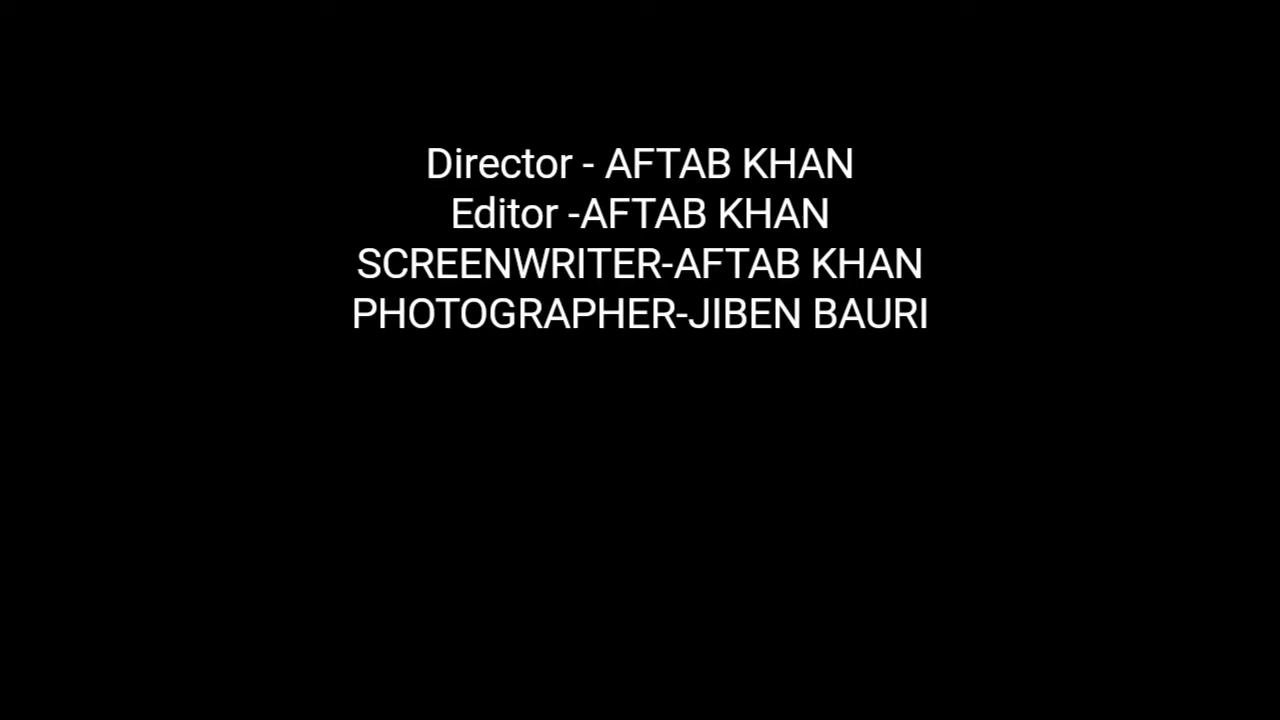 Director - AFTAB KHAN
Editor -AFTAB KHAN
SCREENWRITER-AFTAB KHAN
PHOTOGRAPHER-JIBEN BAURI